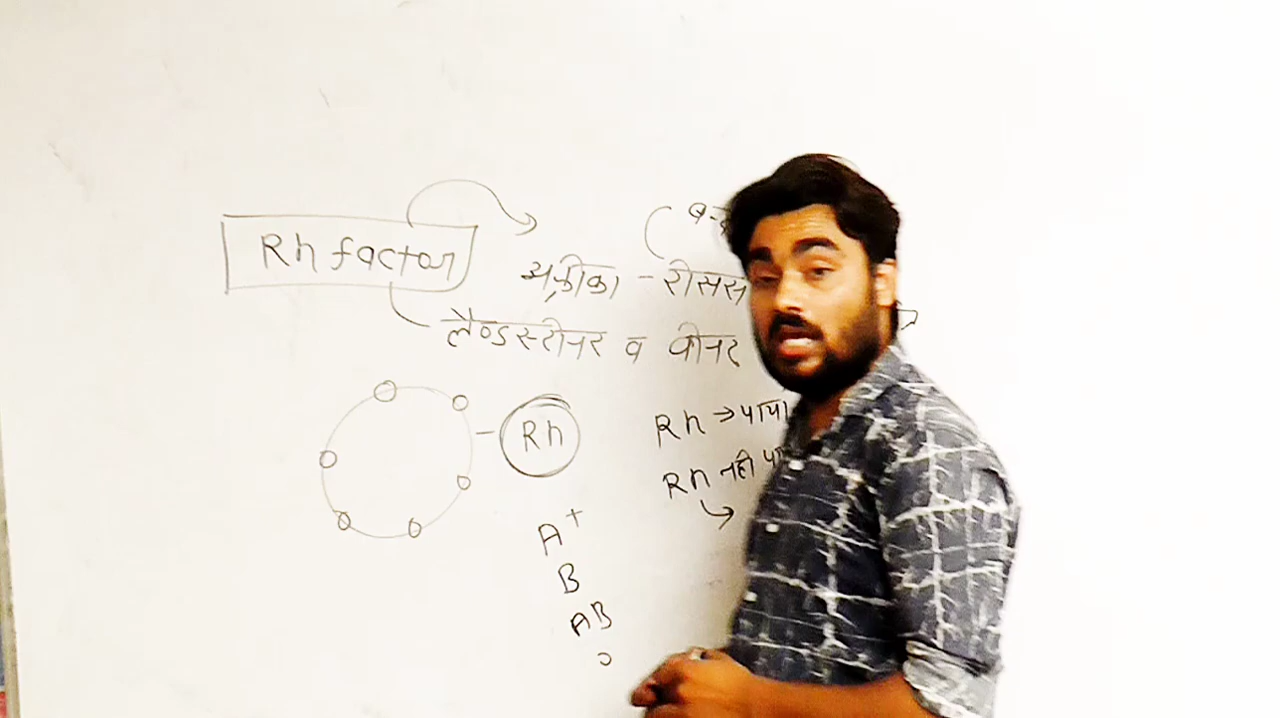 Rh factor
अफ्रीका - रीसस
लैण्डस्टीनर व वीनर
Rh
Rh →
Rh नही
A+
B
AB
O